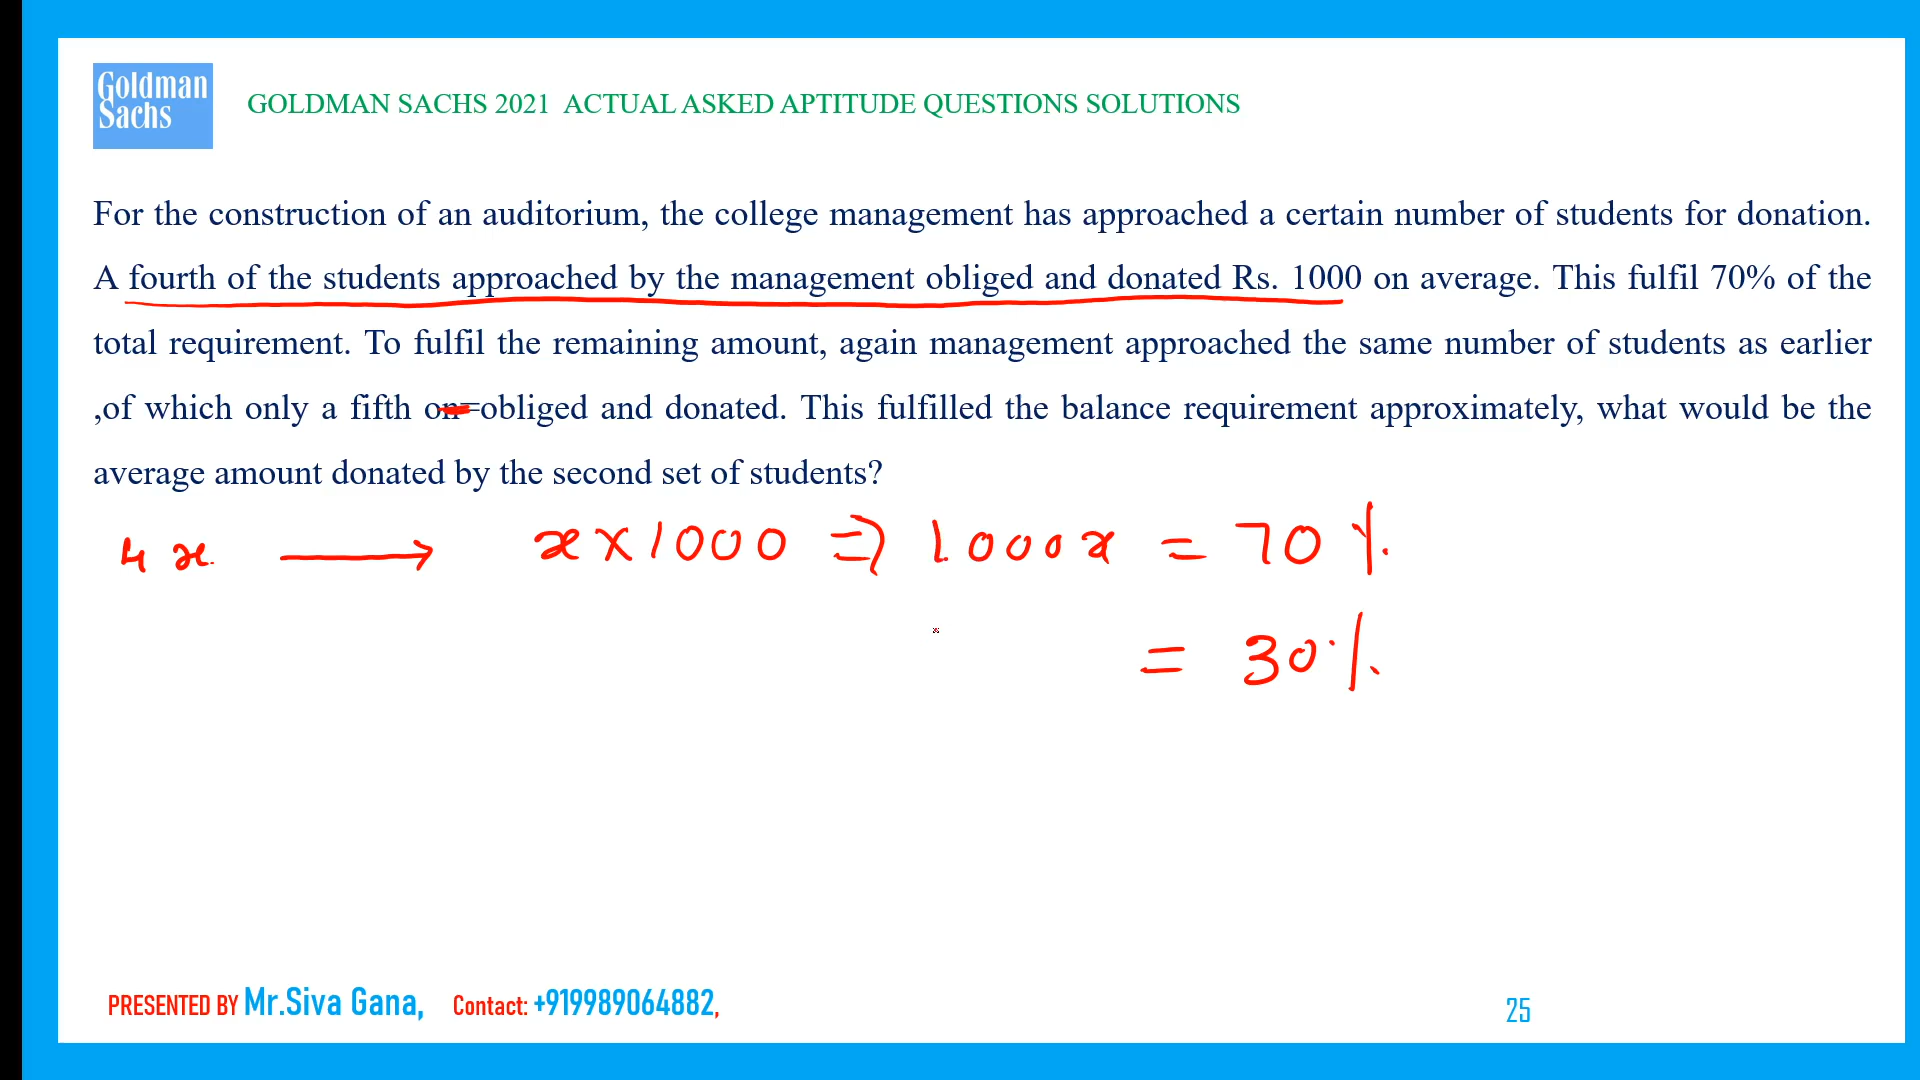 Goldman
Sachs
GOLDMAN SACHS 2021 ACTUAL ASKED APTITUDE QUESTIONS SOLUTIONS
For the construction of an auditorium, the college management has approached a certain number of students for donation.
A fourth of the students approached by the management obliged and donated Rs. 1000 on average. This fulfil 70% of the
total requirement. To fulfil the remaining amount, again management approached the same number of students as earlier
,of which only a fifth on=obliged and donated. This fulfilled the balance requirement approximately, what would be the
average amount donated by the second set of students?
4x. ⟶ x×1000 ⇒ 1000x = 70%
= 30%
PRESENTED BY Mr.Siva Gana, Contact: +919989064882,
25